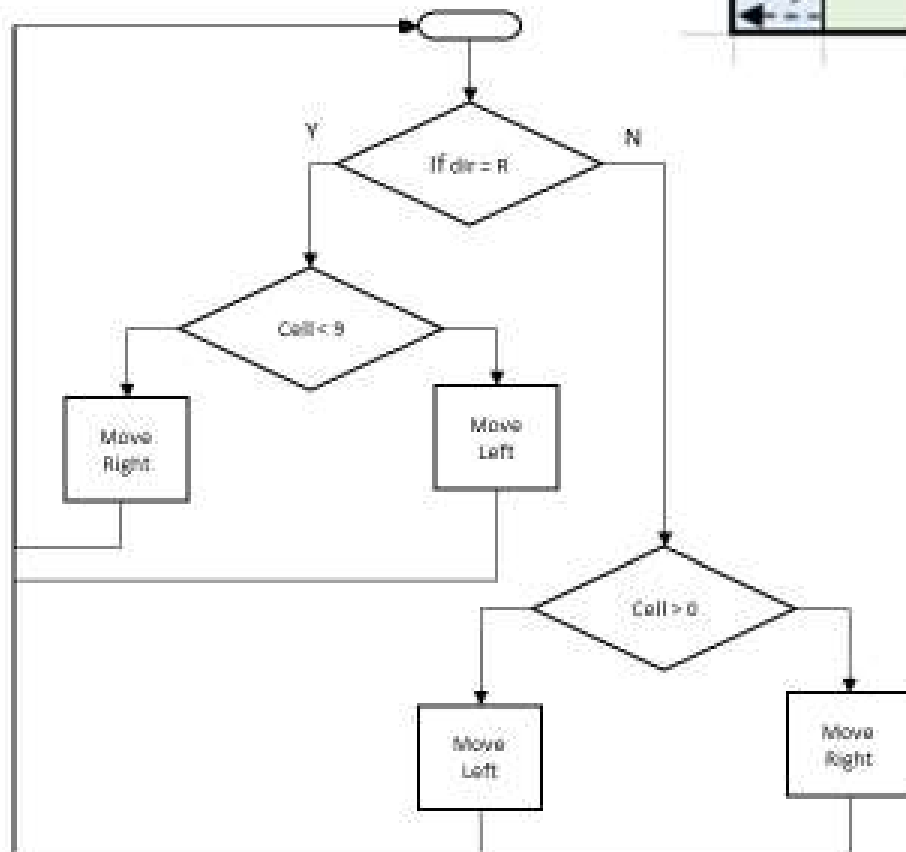 Y
N
If dir = R
Cell < 9
Move
Right
Move
Left
Cell > 0
Move
Left
Move
Right